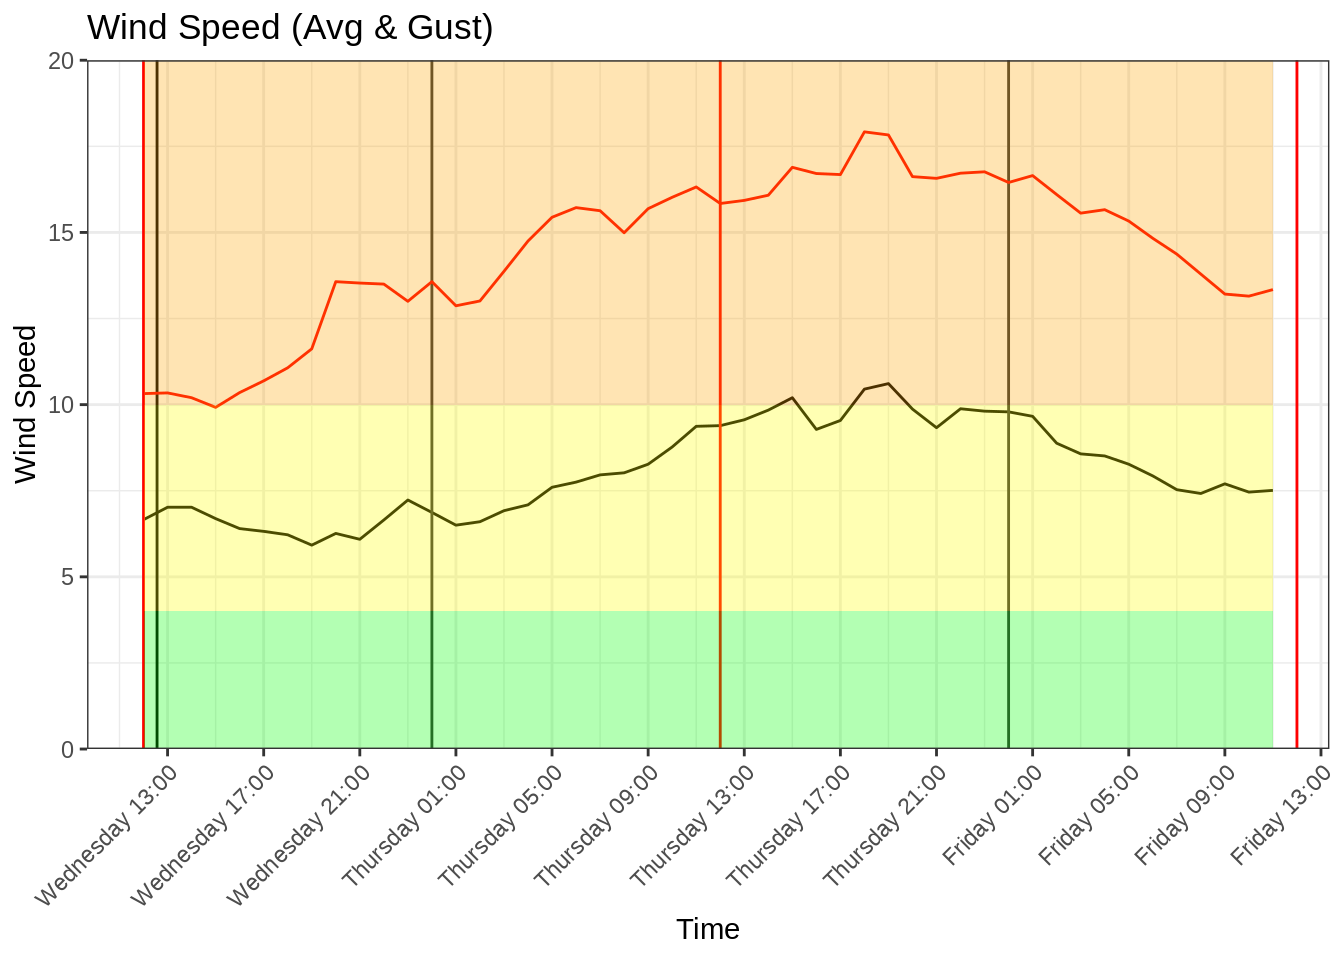 Wind Speed (Avg & Gust)
20
15
10
5
0
Wind Speed
Wednesday 13:00
Wednesday 17:00
Wednesday 21:00
Thursday 01:00
Thursday 05:00
Thursday 09:00
Thursday 13:00
Thursday 17:00
Thursday 21:00
Friday 01:00
Friday 05:00
Friday 09:00
Friday 13:00
Time